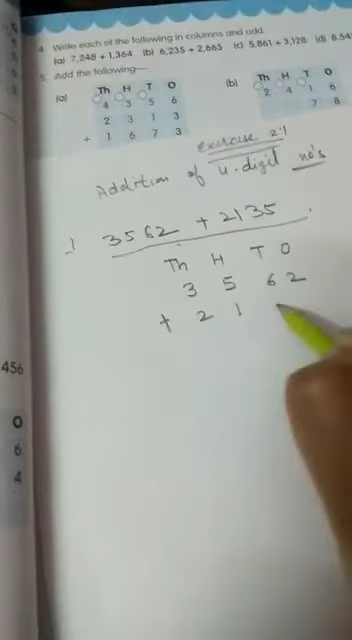 4. Write each of the following in columns and add.
(a) 7,248 + 1,364 (b) 6,235 + 2,665 (c) 5,861 + 3,128 (d) 8,54
5. Add the following—
(a) Th H T O (b) Th H T O
4 3 5 6 2 4 1 6
2 3 1 3 7 8
+ 1 6 7 3
Exercise 2.1
Addition of 4-digit no's
1) 3562 + 2135
Th H T O
3 5 6 2
+ 2 1
456
0
6
4